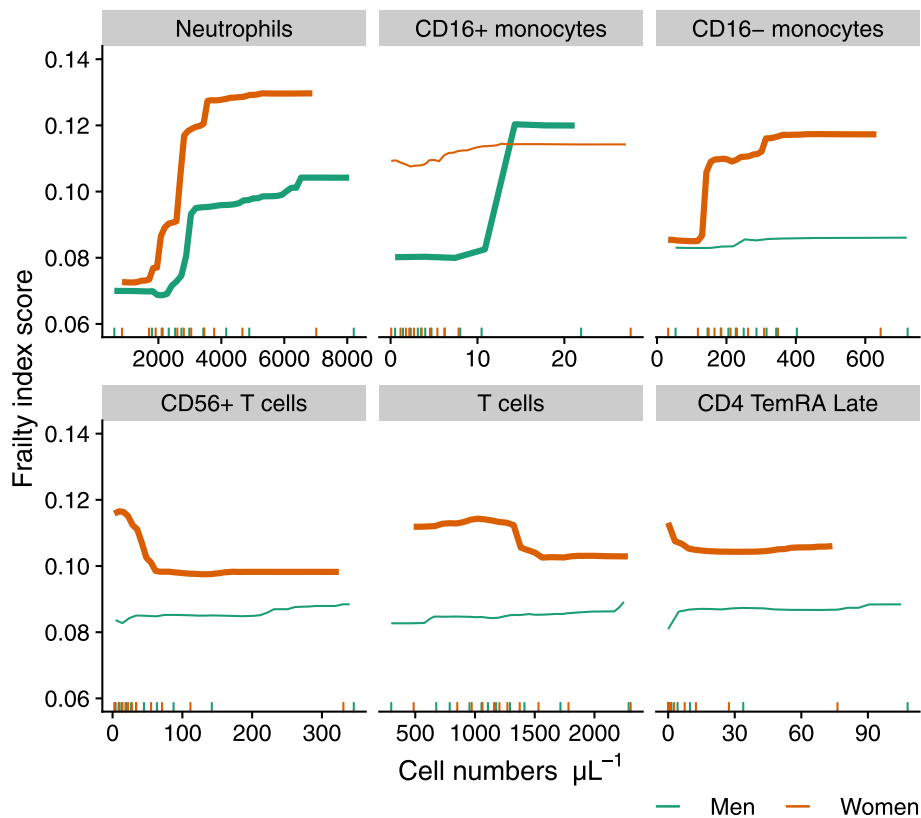 Neutrophils CD16+ monocytes CD16− monocytes
0.14
0.12
0.10
0.08
0.06
2000 4000 6000 8000 0 10 20 0 200 400 600
Frailty index score
CD56+ T cells T cells CD4 TemRA Late
0.14
0.12
0.10
0.08
0.06
0 100 200 300 500 1000 1500 2000 0 30 60 90
Cell numbers µL⁻¹
Men Women